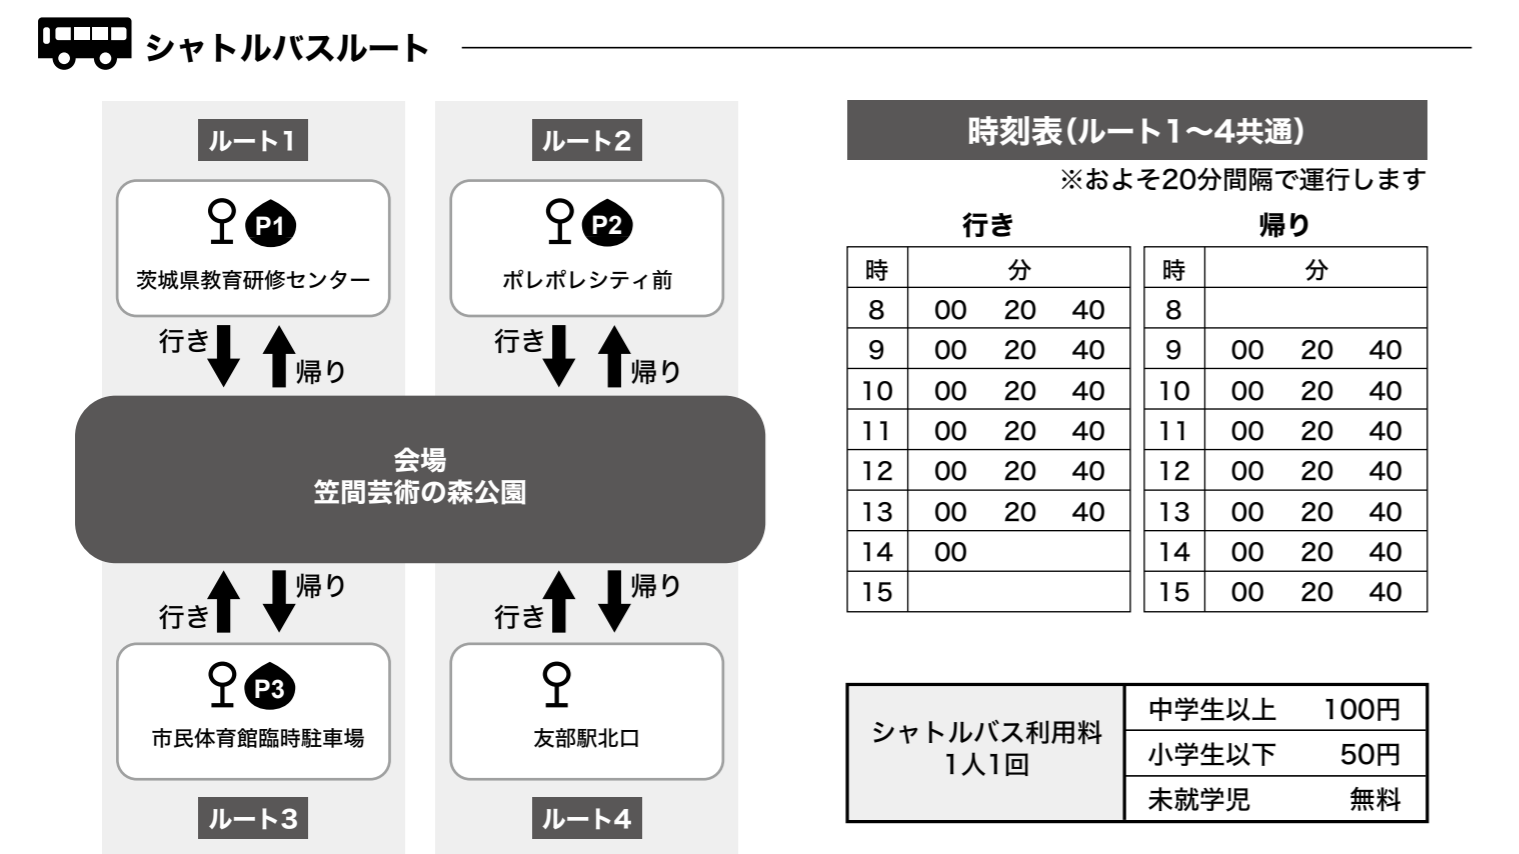 シャトルバスルート
ルート1
P1
茨城県教育研修センター
行き
帰り
ルート2
P2
ポレポレシティ前
行き
帰り
会場
笠間芸術の森公園
行き
帰り
P3
市民体育館臨時駐車場
ルート3
行き
帰り
友部駅北口
ルート4
時刻表(ルート1〜4共通)
※およそ20分間隔で運行します
行き
時 分
8 00 20 40
9 00 20 40
10 00 20 40
11 00 20 40
12 00 20 40
13 00 20 40
14 00
15
帰り
時 分
8
9 00 20 40
10 00 20 40
11 00 20 40
12 00 20 40
13 00 20 40
14 00 20 40
15 00 20 40
シャトルバス利用料
1人1回
中学生以上 100円
小学生以下 50円
未就学児 無料